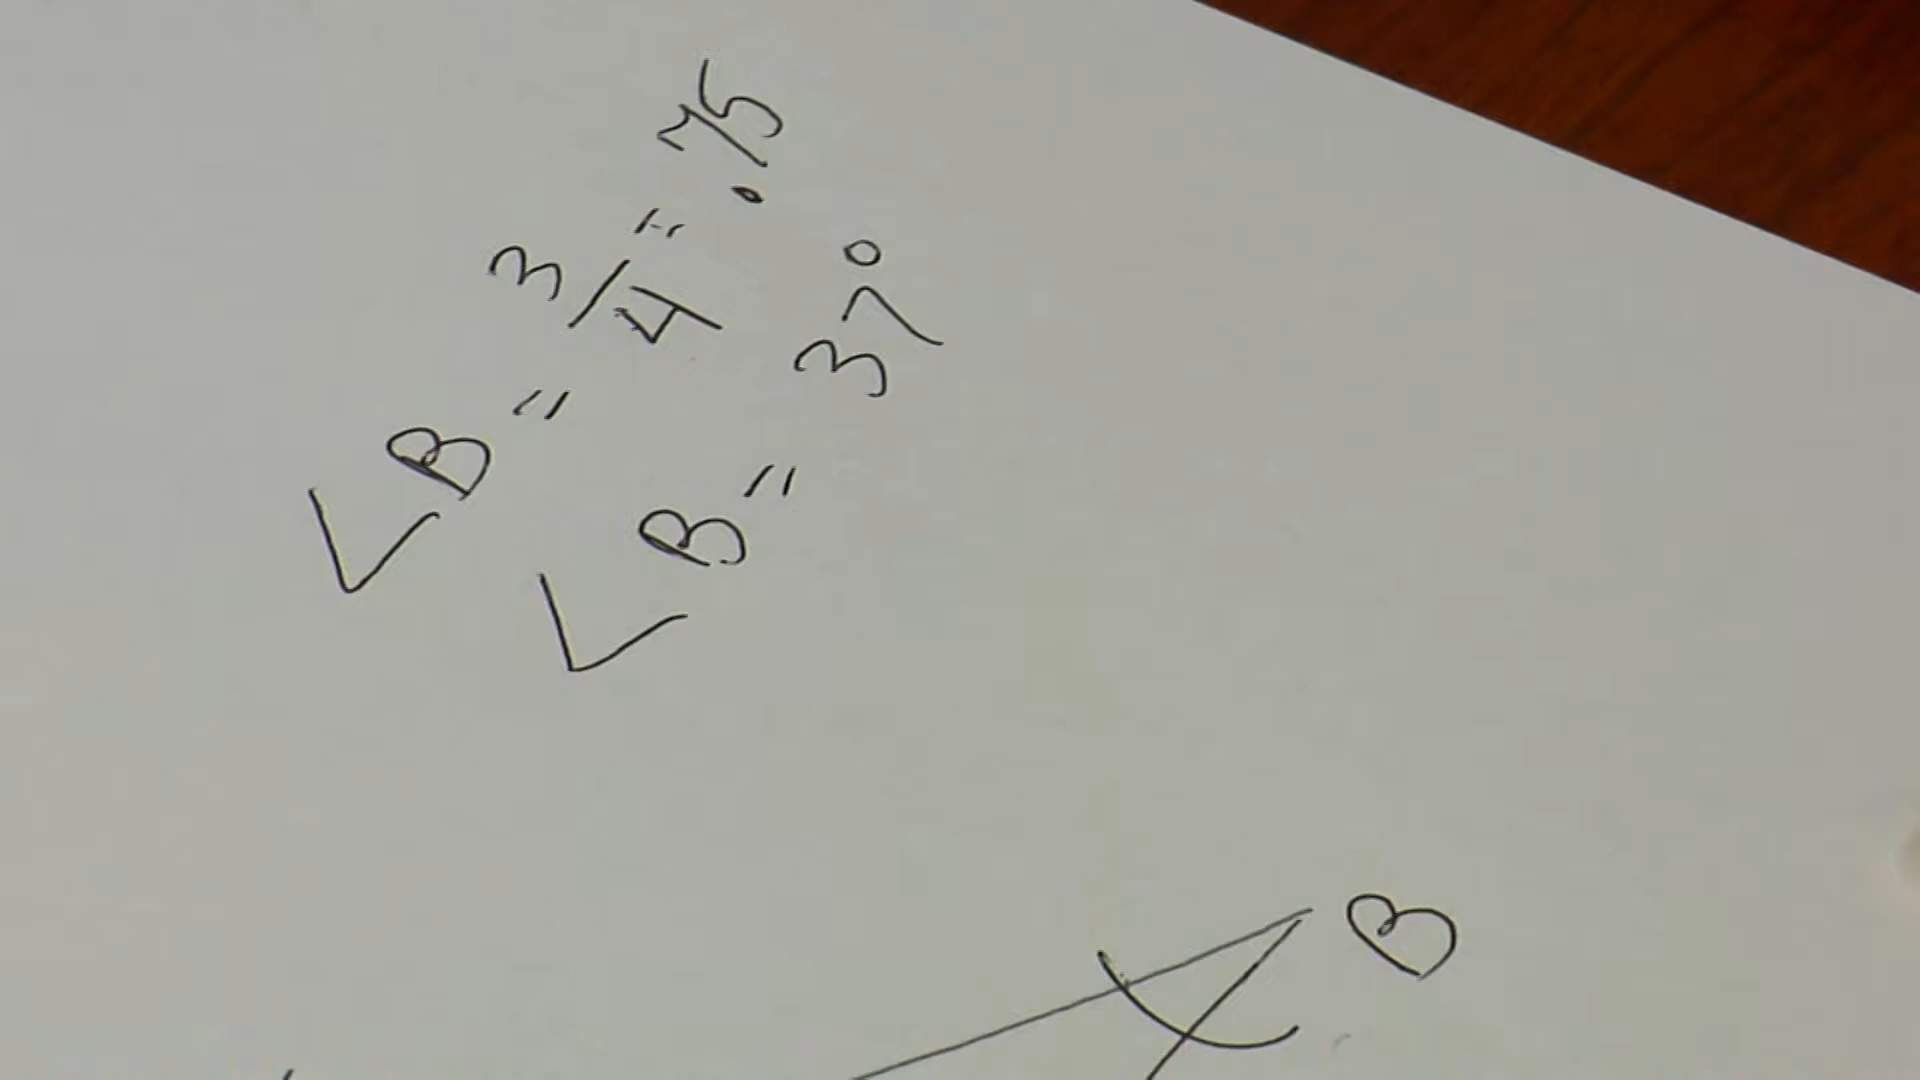 ∠B = 3/4 = .75
∠B = 37°
B